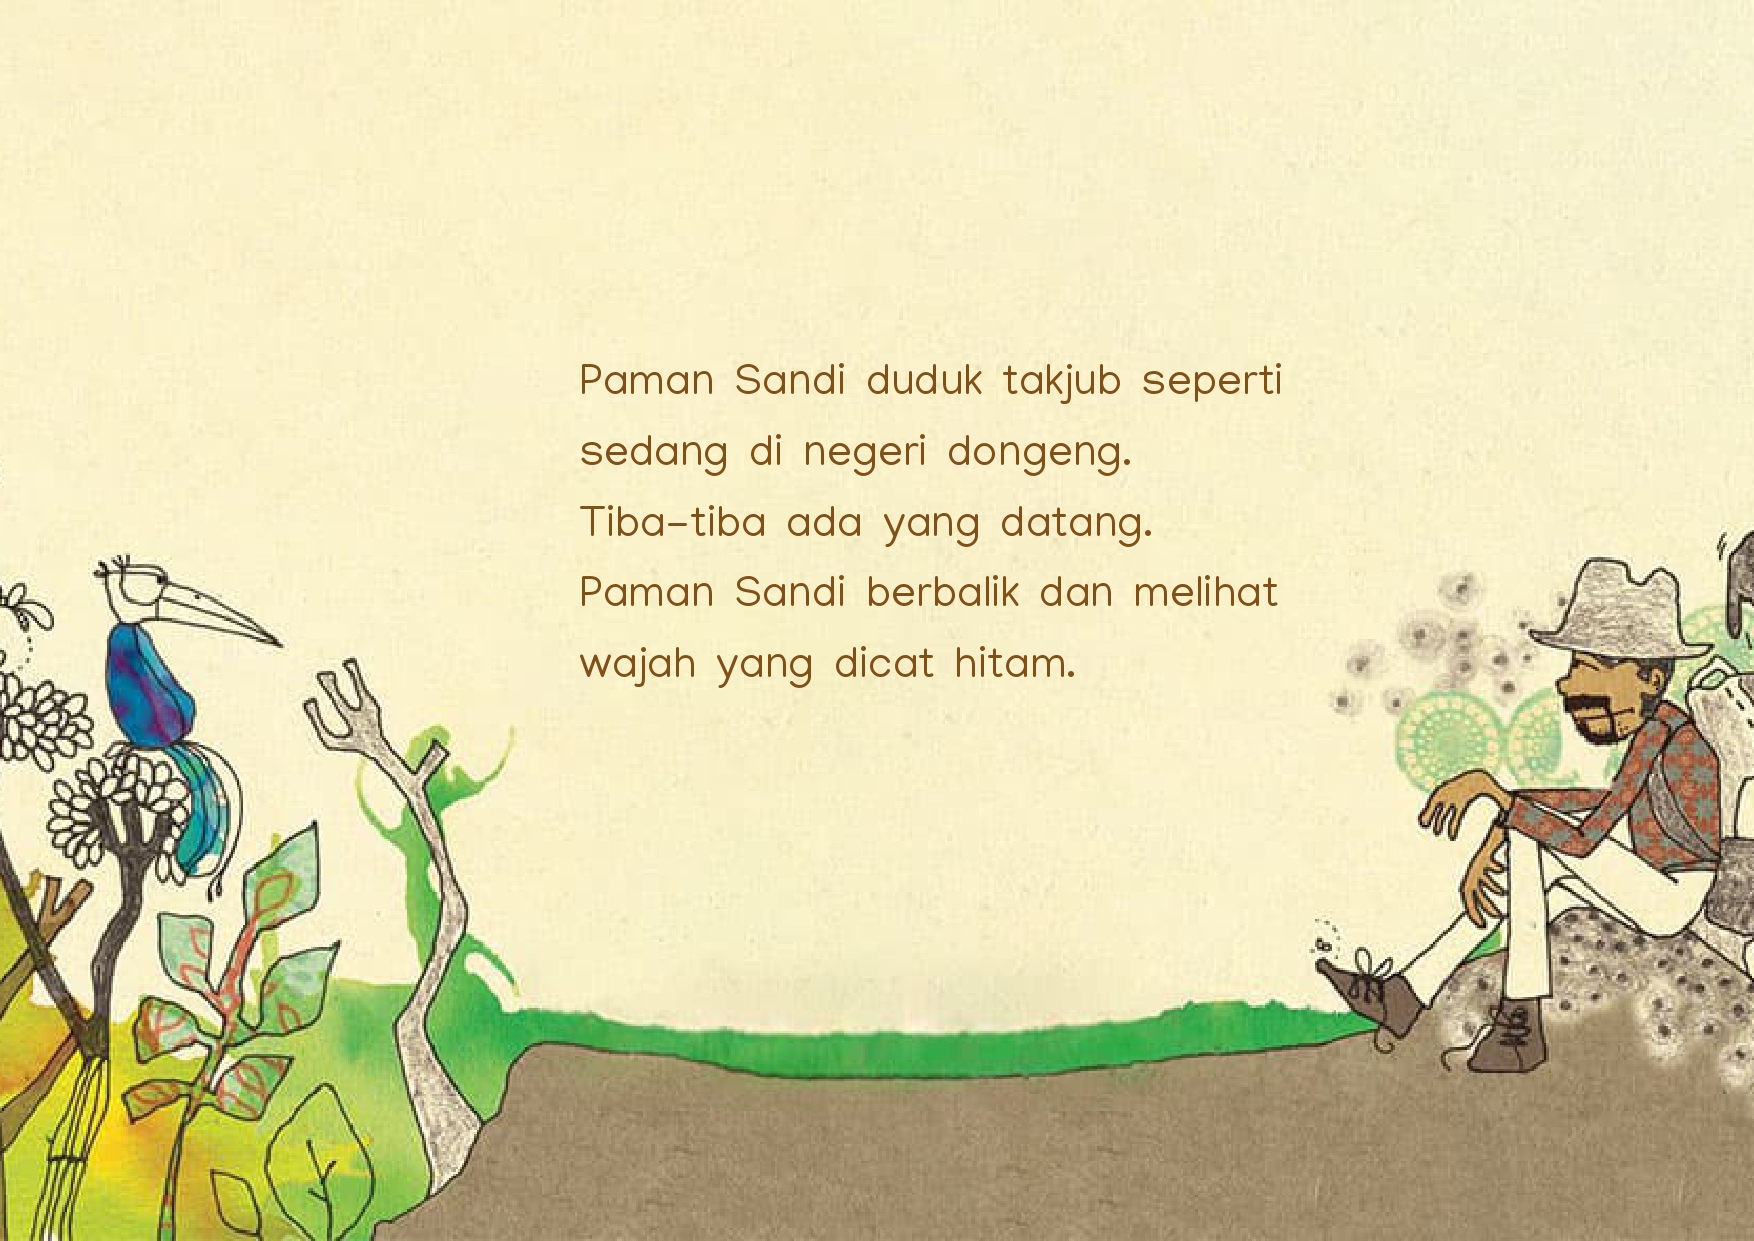 Paman Sandi duduk takjub seperti
sedang di negeri dongeng.
Tiba-tiba ada yang datang.
Paman Sandi berbalik dan melihat
wajah yang dicat hitam.